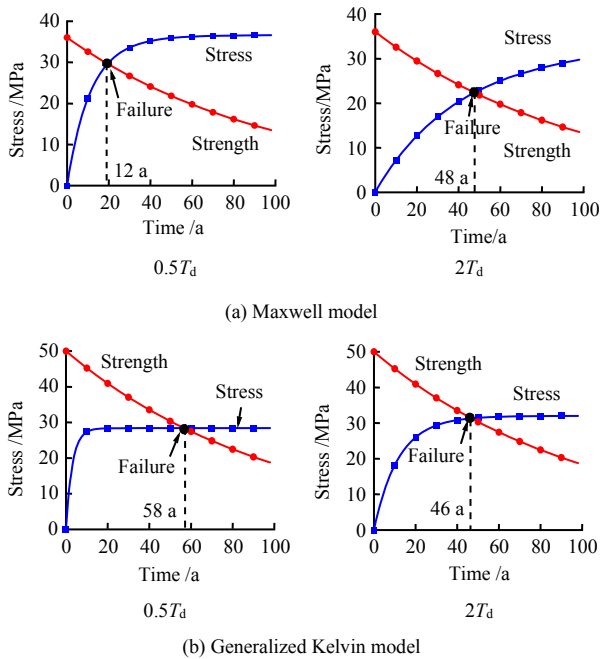 40
30
20
10
0
Stress /MPa
Stress
Failure
Strength
12 a
0 20 40 60 80 100
Time /a
0.5Td
40
30
20
10
0
Stress/MPa
Stress
Failure
Strength
48 a
0 20 40 60 80 100
Time/a
2Td
(a) Maxwell model
50
40
30
20
10
0
Stress /MPa
Strength
Stress
Failure
58 a
0 20 40 60 80 100
Time /a
0.5Td
50
40
30
20
10
0
Stress /MPa
Strength
Stress
Failure
46 a
0 20 40 60 80 100
Time /a
2Td
(b) Generalized Kelvin model